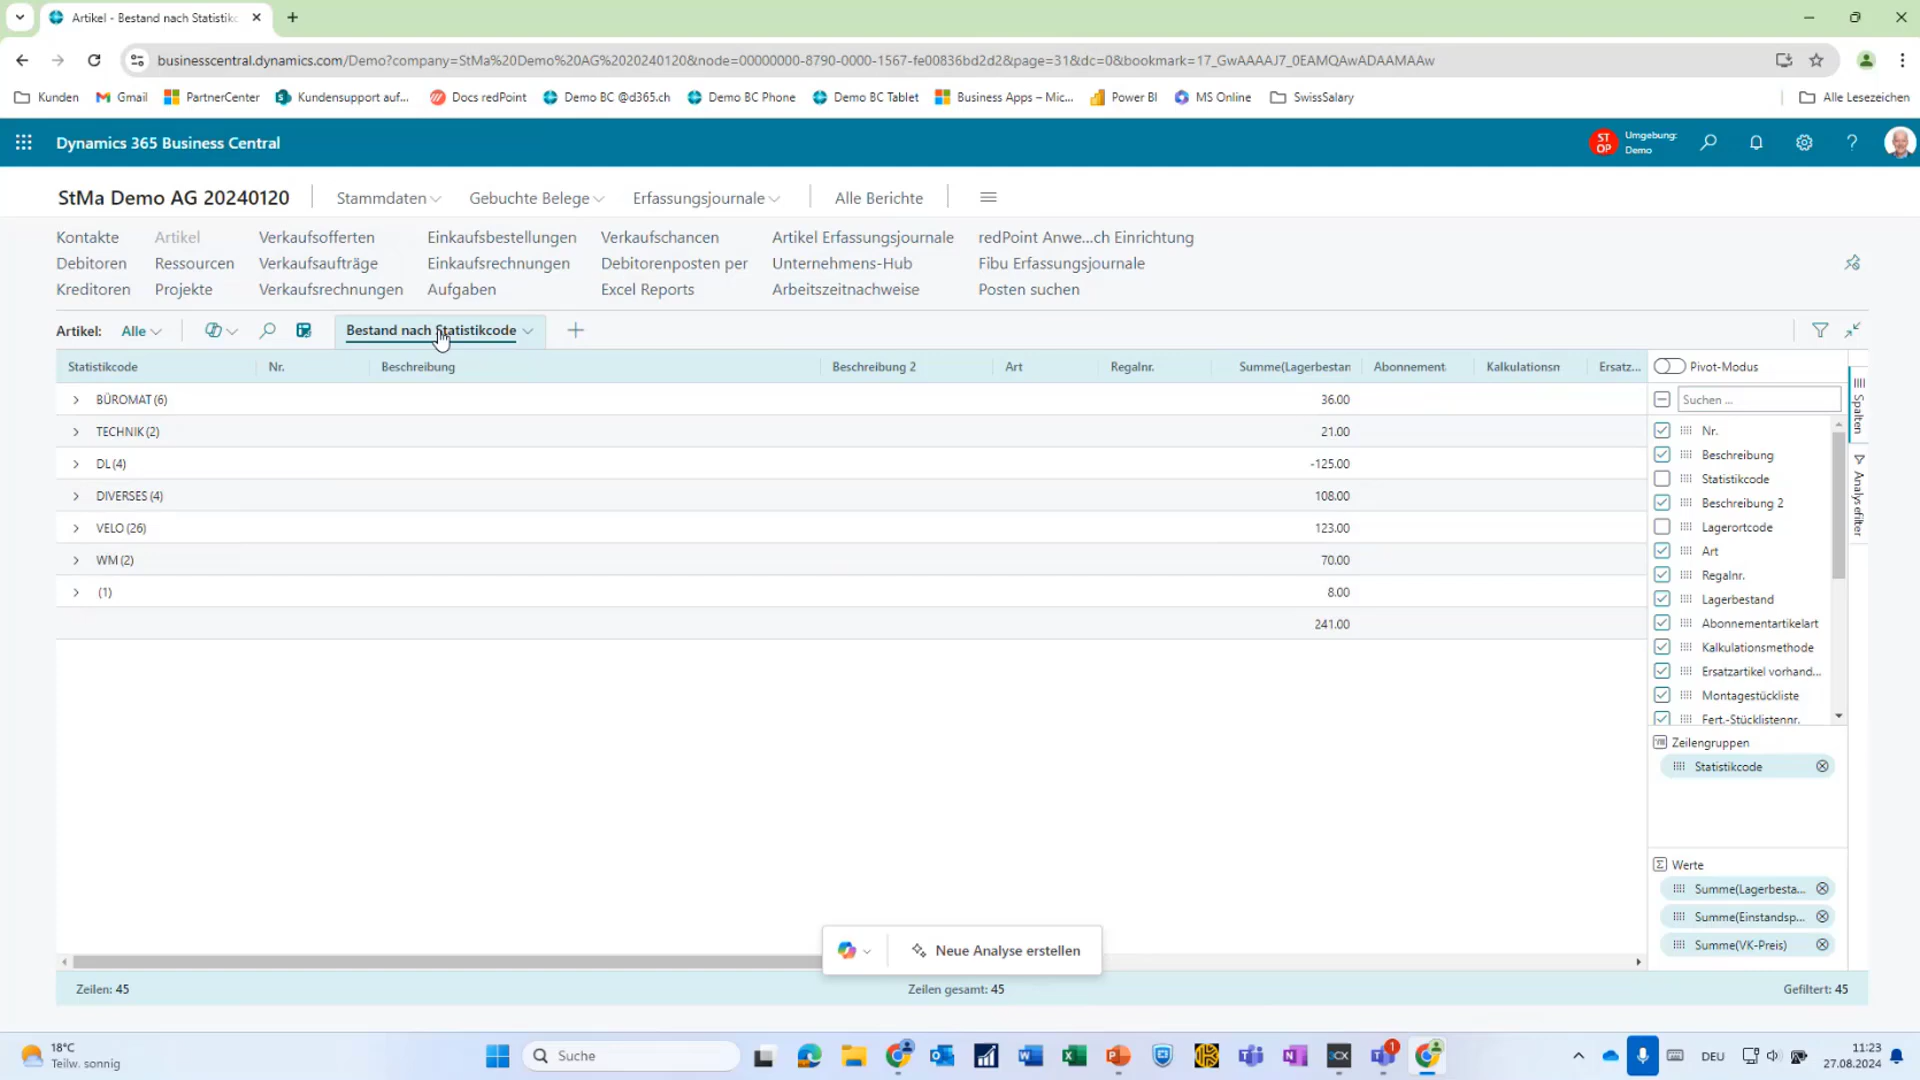 Artikel - Bestand nach Statistikc
businesscentral.dynamics.com/Demo?company=StMa%20Demo%20AG%2020240120&node=00000000-8790-0000-1567-fe00836bd2d2&page=31&dc=0&bookmark=17_GwAAAAJ7_0EAMQAwADAAMAAw
Kunden Gmail PartnerCenter Kundensupport auf... Docs redPoint Demo BC @d365.ch Demo BC Phone Demo BC Tablet Business Apps – Mic... Power BI MS Online SwissSalary Alle Lesezeichen
Dynamics 365 Business Central ST OP Umgebung: Demo ?
StMa Demo AG 20240120 Stammdaten Gebuchte Belege Erfassungsjournale Alle Berichte
Kontakte Artikel Verkaufsofferten Einkaufsbestellungen Verkaufschancen Artikel Erfassungsjournale redPoint Anwe...ch Einrichtung
Debitoren Ressourcen Verkaufsaufträge Einkaufsrechnungen Debitorenposten per Unternehmens-Hub Fibu Erfassungsjournale
Kreditoren Projekte Verkaufsrechnungen Aufgaben Excel Reports Arbeitszeitnachweise Posten suchen
Artikel: Alle Bestand nach Statistikcode
Statistikcode Nr. Beschreibung Beschreibung 2 Art Regalnr. Summe(Lagerbestan Abonnement Kalkulationsn Ersatz...
BÜROMAT (6) 36.00
TECHNIK (2) 21.00
DL (4) -125.00
DIVERSES (4) 108.00
VELO (26) 123.00
WM (2) 70.00
(1) 8.00
241.00
Pivot-Modus
Suchen ...
Nr.
Beschreibung
Statistikcode
Beschreibung 2
Lagerortcode
Art
Regalnr.
Lagerbestand
Abonnementartikelart
Kalkulationsmethode
Ersatzartikel vorhand...
Montagestückliste
Fert.-Stücklistennr.
Spalten
Analysefilter
Zeilengruppen
Statistikcode
Werte
Summe(Lagerbesta...
Summe(Einstandsp...
Summe(VK-Preis)
Neue Analyse erstellen
Zeilen: 45 Zeilen gesamt: 45 Gefiltert: 45
18°C
Teilw. sonnig
Suche
3CX
1
DEU
11:23
27.08.2024